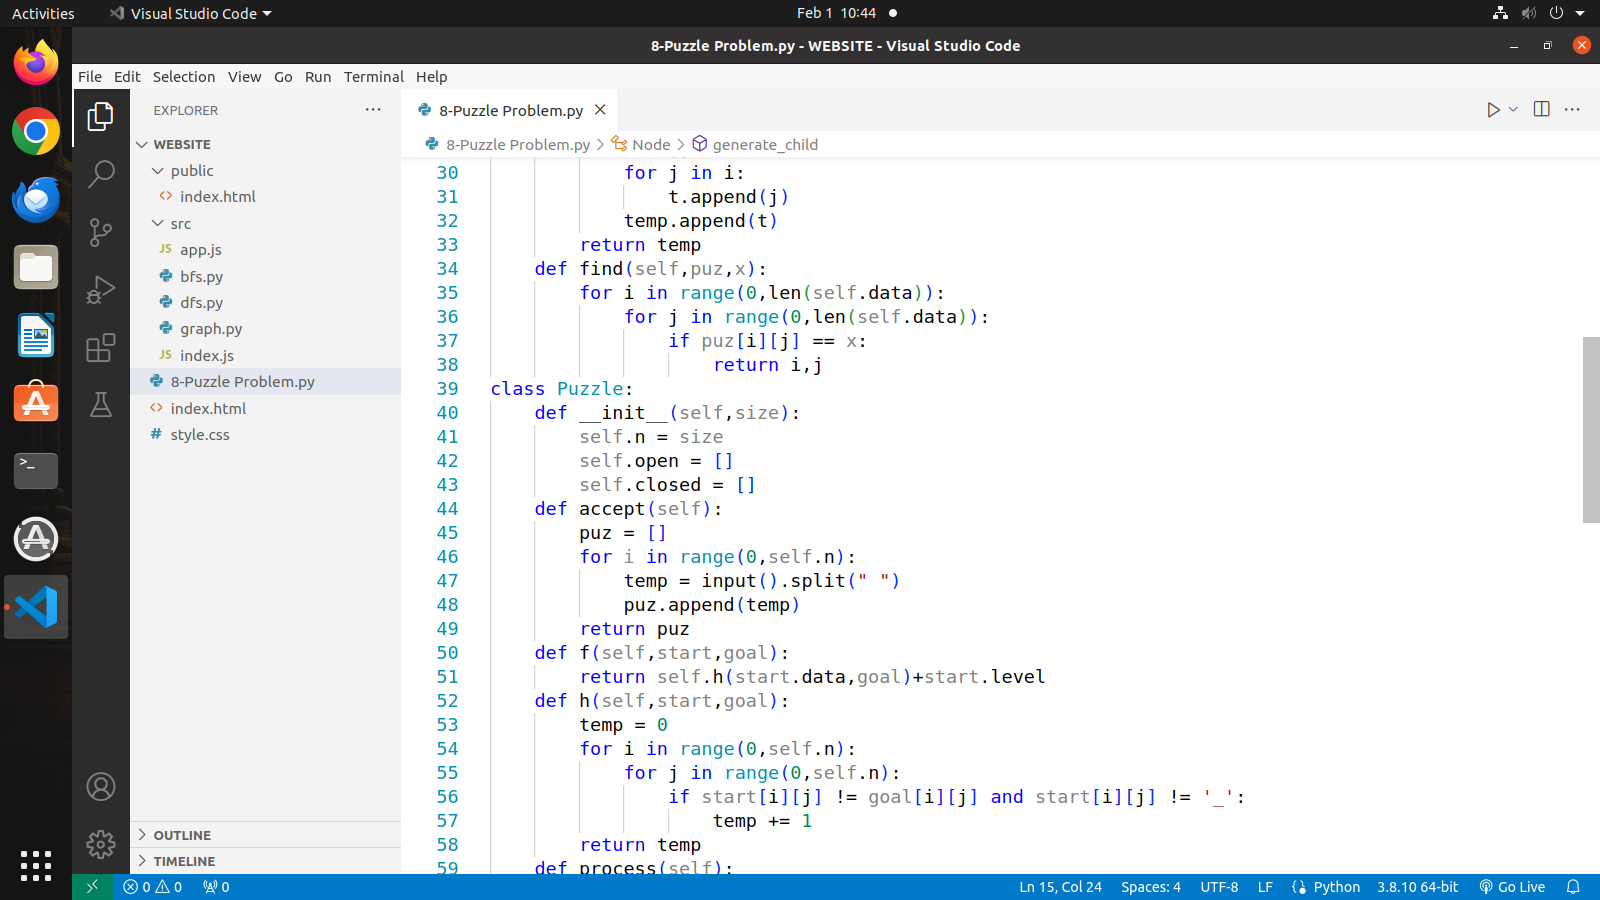 Activities
Visual Studio Code
Feb 1 10:44
8-Puzzle Problem.py - WEBSITE - Visual Studio Code
File Edit Selection View Go Run Terminal Help
EXPLORER
WEBSITE
public
<> index.html
src
JS app.js
bfs.py
dfs.py
graph.py
JS index.js
8-Puzzle Problem.py
<> index.html
# style.css
OUTLINE
TIMELINE
8-Puzzle Problem.py
8-Puzzle Problem.py > Node > generate_child
30 for j in i:
31 t.append(j)
32 temp.append(t)
33 return temp
34 def find(self,puz,x):
35 for i in range(0,len(self.data)):
36 for j in range(0,len(self.data)):
37 if puz[i][j] == x:
38 return i,j
39 class Puzzle:
40 def __init__(self,size):
41 self.n = size
42 self.open = []
43 self.closed = []
44 def accept(self):
45 puz = []
46 for i in range(0,self.n):
47 temp = input().split(" ")
48 puz.append(temp)
49 return puz
50 def f(self,start,goal):
51 return self.h(start.data,goal)+start.level
52 def h(self,start,goal):
53 temp = 0
54 for i in range(0,self.n):
55 for j in range(0,self.n):
56 if start[i][j] != goal[i][j] and start[i][j] != '_':
57 temp += 1
58 return temp
59 def process(self):
0 0 0
Ln 15, Col 24 Spaces: 4 UTF-8 LF Python 3.8.10 64-bit Go Live